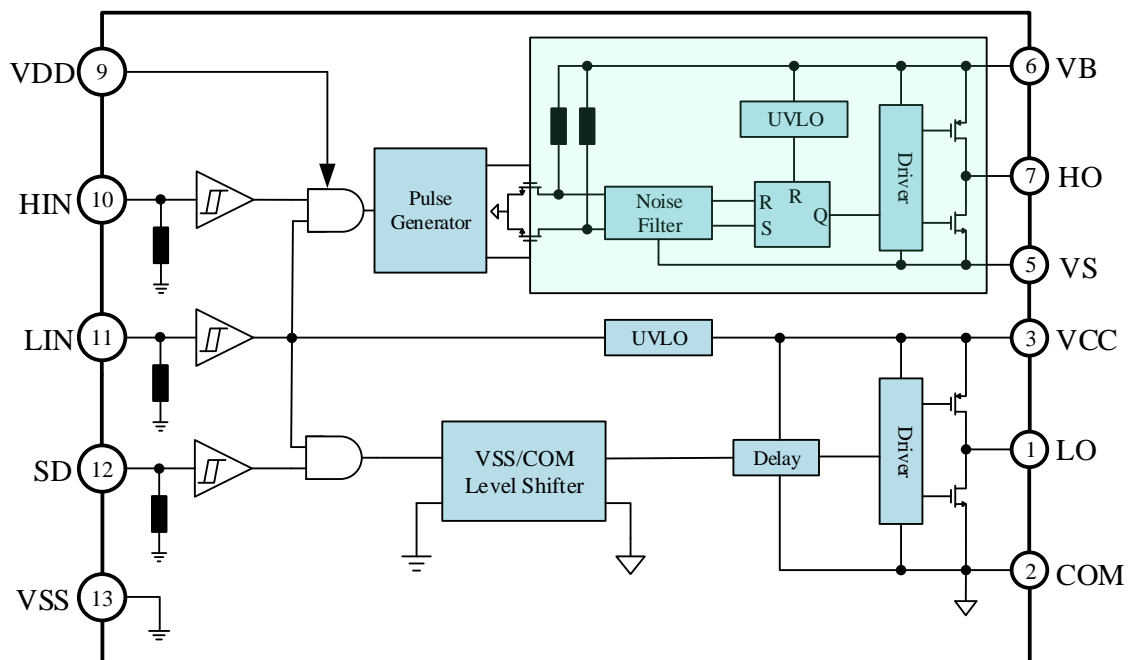 VDD
9
6
VB
UVLO
HIN
10
Pulse
Generator
Noise
Filter
R
R
S
Q
Driver
7
HO
5
VS
LIN
11
UVLO
3
VCC
SD
12
VSS/COM
Level Shifter
Delay
Driver
1
LO
VSS
13
2
COM